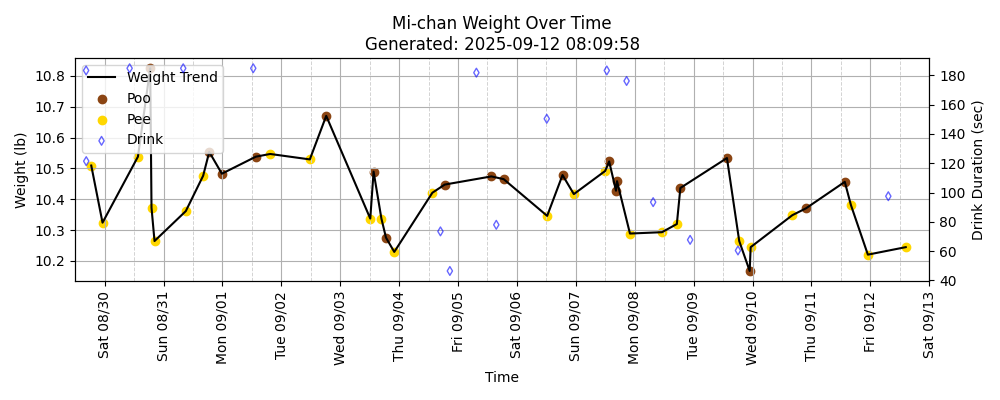 Mi-chan Weight Over Time
Generated: 2025-09-12 08:09:58
Weight (lb)
10.8
10.7
10.6
10.5
10.4
10.3
10.2
Weight Trend
Poo
Pee
Drink
180
160
140
120
100
80
60
40
Drink Duration (sec)
Sat 08/30
Sun 08/31
Mon 09/01
Tue 09/02
Wed 09/03
Thu 09/04
Fri 09/05
Sat 09/06
Sun 09/07
Mon 09/08
Tue 09/09
Wed 09/10
Thu 09/11
Fri 09/12
Sat 09/13
Time